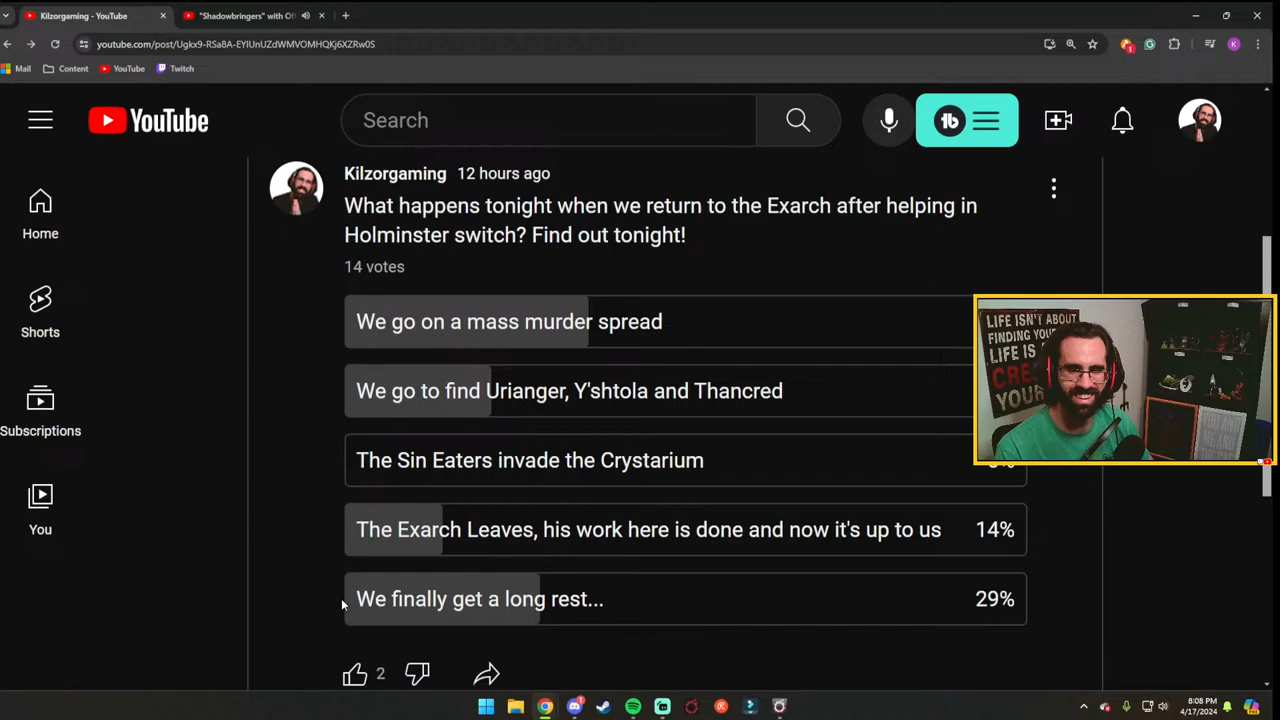 Kilzorgaming - YouTube
"Shadowbringers" with Of
youtube.com/post/Ugkx9-RSa8A-EYIUnUZdWMVOMHQKj6XZRw0S
Mail
Content
YouTube
Twitch
YouTube
Search
Home
Shorts
Subscriptions
You
Kilzorgaming 12 hours ago
What happens tonight when we return to the Exarch after helping in
Holminster switch? Find out tonight!
14 votes
We go on a mass murder spread
We go to find Urianger, Y'shtola and Thancred
The Sin Eaters invade the Crystarium
The Exarch Leaves, his work here is done and now it's up to us 14%
We finally get a long rest... 29%
2
LIFE ISN'T ABOUT
FINDING
LIFE IS
YOUR
8:08 PM
4/17/2024